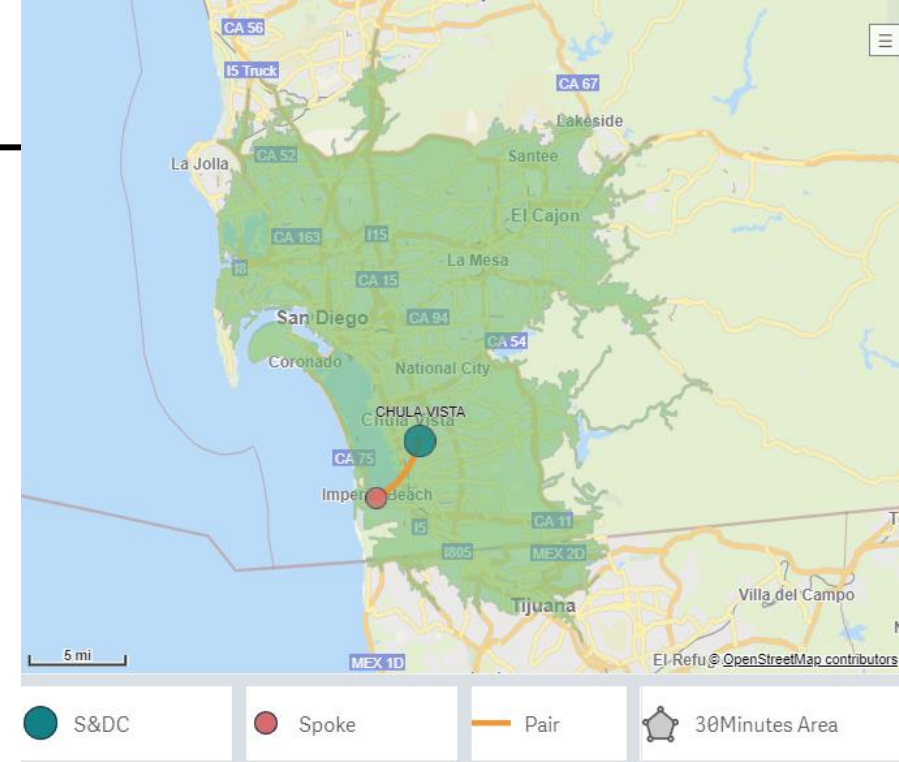 CA 56
I5 Truck
CA 67
Lakeside
La Jolla
CA 52
Santee
El Cajon
CA 163
I15
La Mesa
I8
CA 15
San Diego
CA 94
CA 54
Coronado
National City
CHULA VISTA
Chula Vista
CA 75
Imper Beach
I5
CA 11
I805
MEX 2D
Tijuana
Villa del Campo
5 mi
MEX 1D
El Refu
© OpenStreetMap contributors
S&DC
Spoke
Pair
30Minutes Area